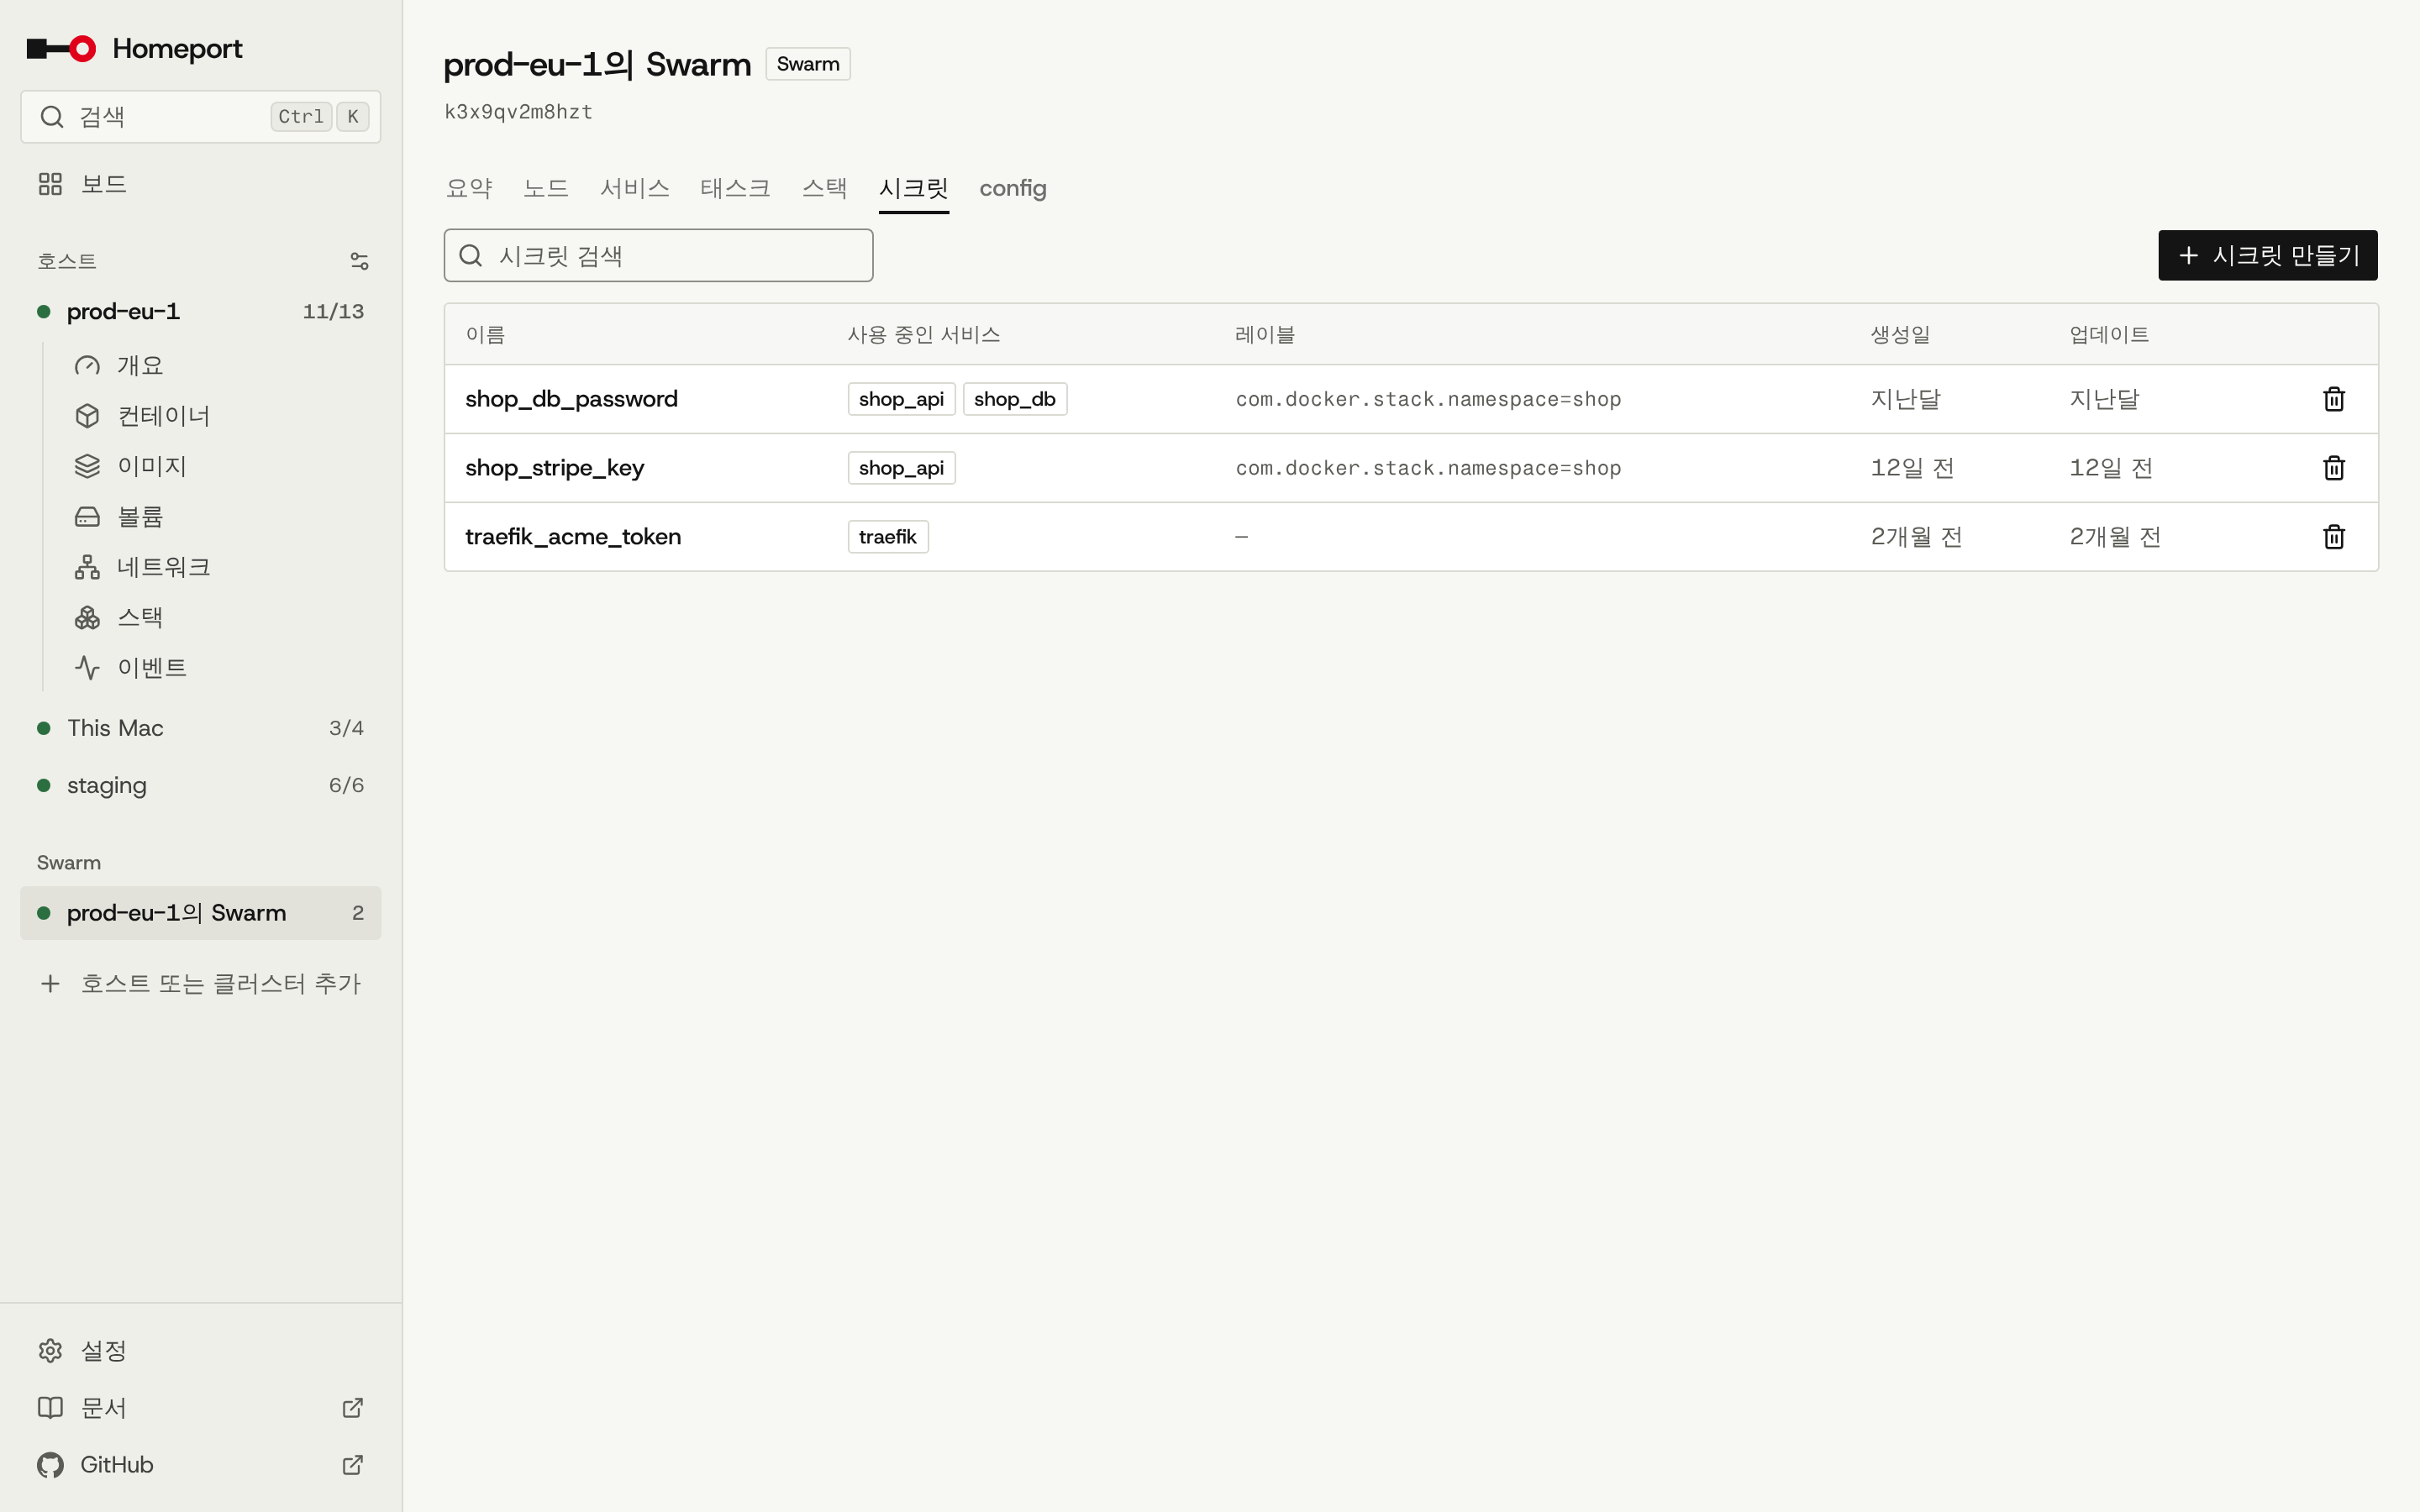 Homeport
검색 Ctrl K
보드
호스트
prod-eu-1 11/13
개요
컨테이너
이미지
볼륨
네트워크
스택
이벤트
This Mac 3/4
staging 6/6
Swarm
prod-eu-1의 Swarm 2
호스트 또는 클러스터 추가
설정
문서
GitHub
prod-eu-1의 Swarm Swarm
k3x9qv2m8hzt
요약 노드 서비스 태스크 스택 시크릿 config
시크릿 검색 시크릿 만들기
이름 사용 중인 서비스 레이블 생성일 업데이트
shop_db_password shop_api shop_db com.docker.stack.namespace=shop 지난달 지난달
shop_stripe_key shop_api com.docker.stack.namespace=shop 12일 전 12일 전
traefik_acme_token traefik – 2개월 전 2개월 전